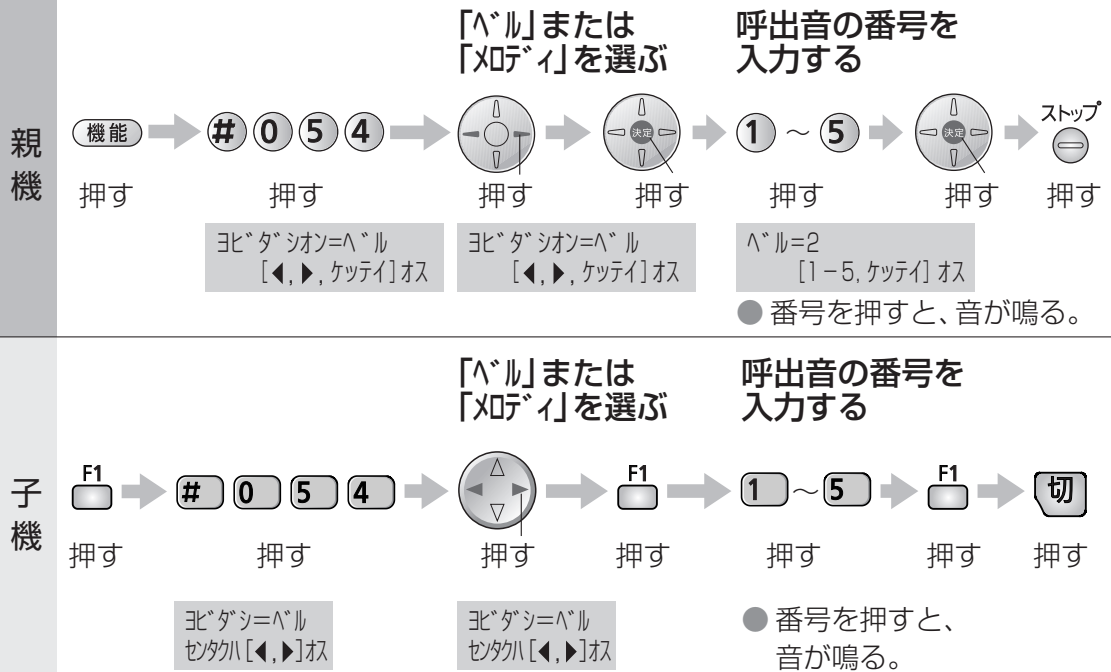 親機
「ﾍﾞﾙ」または
「ﾒﾛﾃﾞｨ」を選ぶ
呼出音の番号を
入力する
機能 # 0 5 4 決定 1 ～ 5 決定 ストップ
押す 押す 押す 押す 押す 押す 押す
ﾖﾋﾞﾀﾞｼｵﾝ=ﾍﾞﾙ
[◀,▶,ｹｯﾃｲ]ｵｽ
ﾖﾋﾞﾀﾞｼｵﾝ=ﾍﾞﾙ
[◀,▶,ｹｯﾃｲ]ｵｽ
ﾍﾞﾙ=2
[1−5,ｹｯﾃｲ]ｵｽ
● 番号を押すと、音が鳴る。
子機
「ﾍﾞﾙ」または
「ﾒﾛﾃﾞｨ」を選ぶ
呼出音の番号を
入力する
F1 # 0 5 4 F1 1 ～ 5 F1 切
押す 押す 押す 押す 押す 押す 押す
ﾖﾋﾞﾀﾞｼ=ﾍﾞﾙ
ｾﾝﾀｸﾊ[◀,▶]ｵｽ
ﾖﾋﾞﾀﾞｼ=ﾍﾞﾙ
ｾﾝﾀｸﾊ[◀,▶]ｵｽ
● 番号を押すと、
音が鳴る。